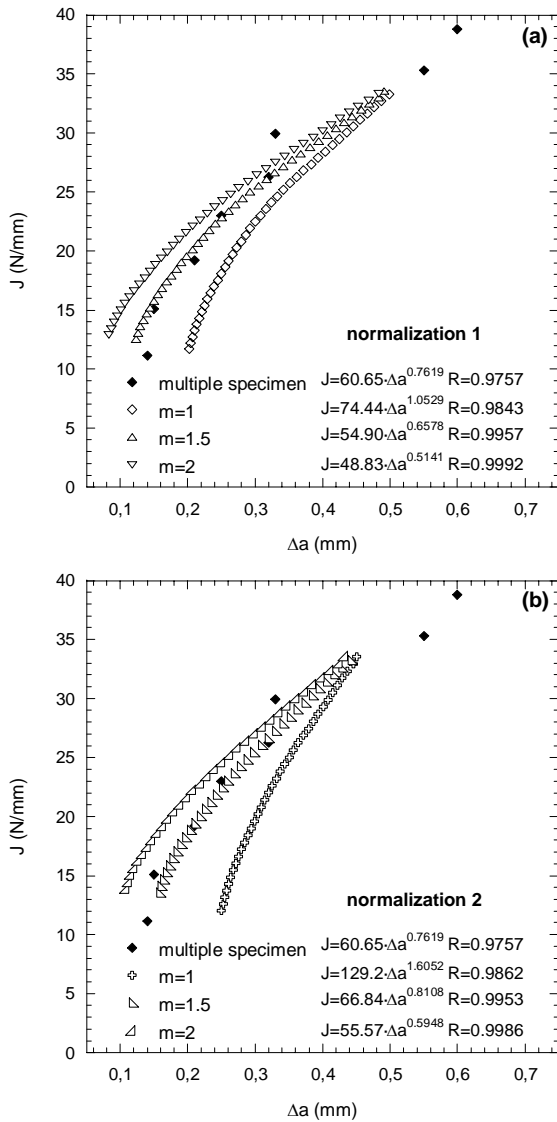 40
(a)
35
30
25
20
15
10
5
0
J (N/mm)
normalization 1
multiple specimen J=60.65·Δa^0.7619 R=0.9757
m=1 J=74.44·Δa^1.0529 R=0.9843
m=1.5 J=54.90·Δa^0.6578 R=0.9957
m=2 J=48.83·Δa^0.5141 R=0.9992
0,1 0,2 0,3 0,4 0,5 0,6 0,7
Δa (mm)
40
(b)
35
30
25
20
15
10
5
0
J (N/mm)
normalization 2
multiple specimen J=60.65·Δa^0.7619 R=0.9757
m=1 J=129.2·Δa^1.6052 R=0.9862
m=1.5 J=66.84·Δa^0.8108 R=0.9953
m=2 J=55.57·Δa^0.5948 R=0.9986
0,1 0,2 0,3 0,4 0,5 0,6 0,7
Δa (mm)